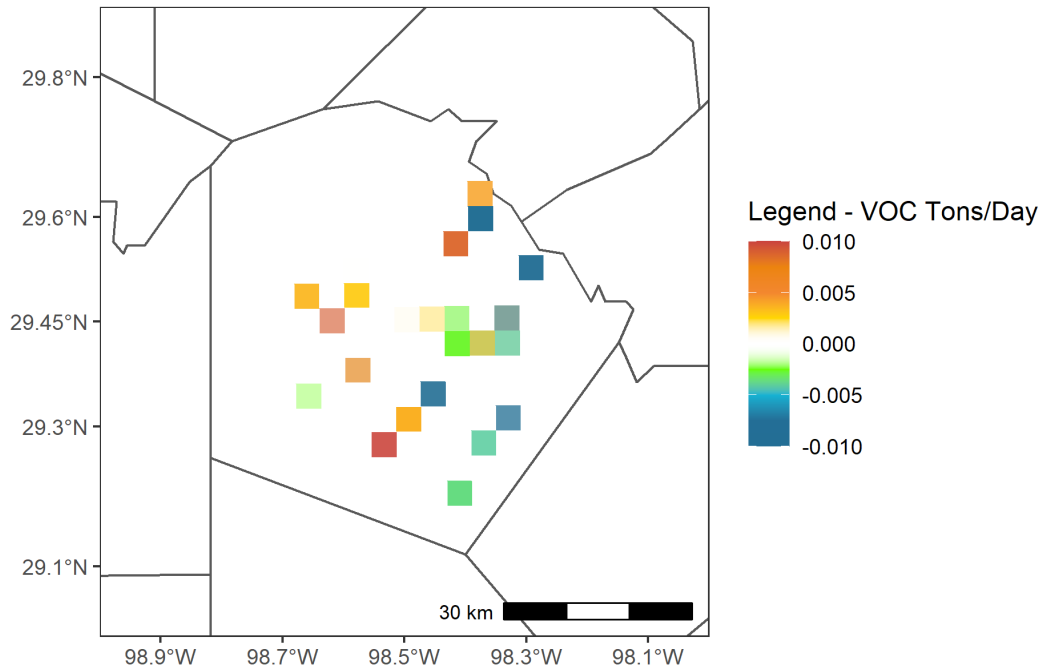 29.8°N
29.6°N
29.45°N
29.3°N
29.1°N
98.9°W
98.7°W
98.5°W
98.3°W
98.1°W
30 km
Legend - VOC Tons/Day
0.010
0.005
0.000
-0.005
-0.010